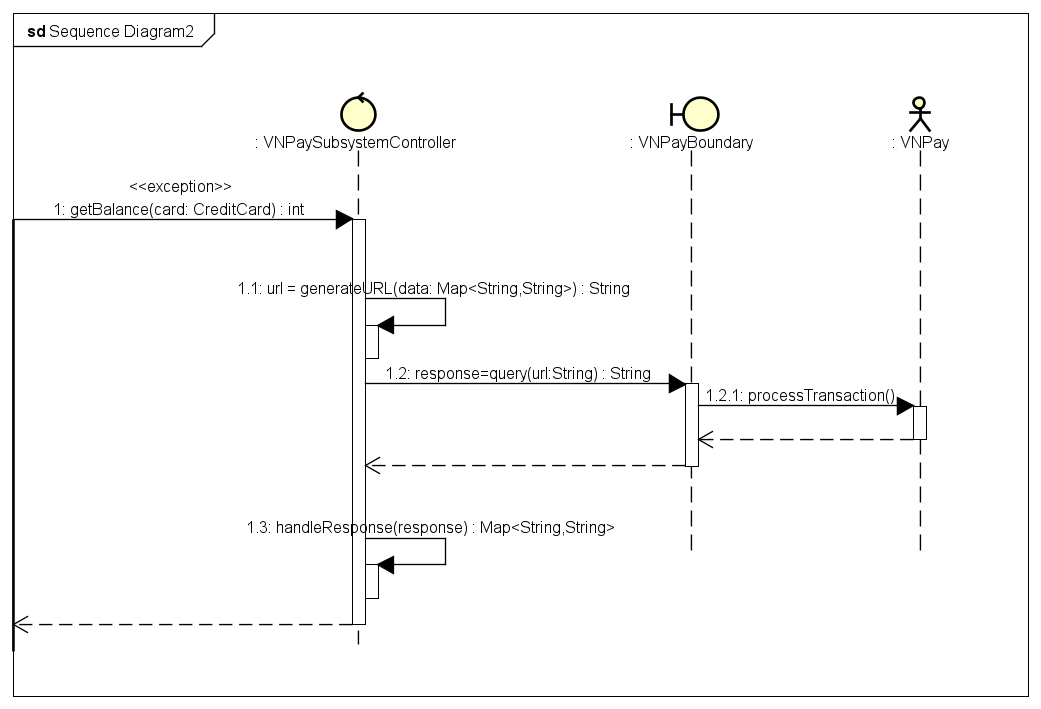 sd Sequence Diagram2
: VNPaySubsystemController
: VNPayBoundary
: VNPay
<<exception>>
1: getBalance(card: CreditCard) : int
1.1: url = generateURL(data: Map<String,String>) : String
1.2: response=query(url:String) : String
1.2.1: processTransaction()
1.3: handleResponse(response) : Map<String,String>